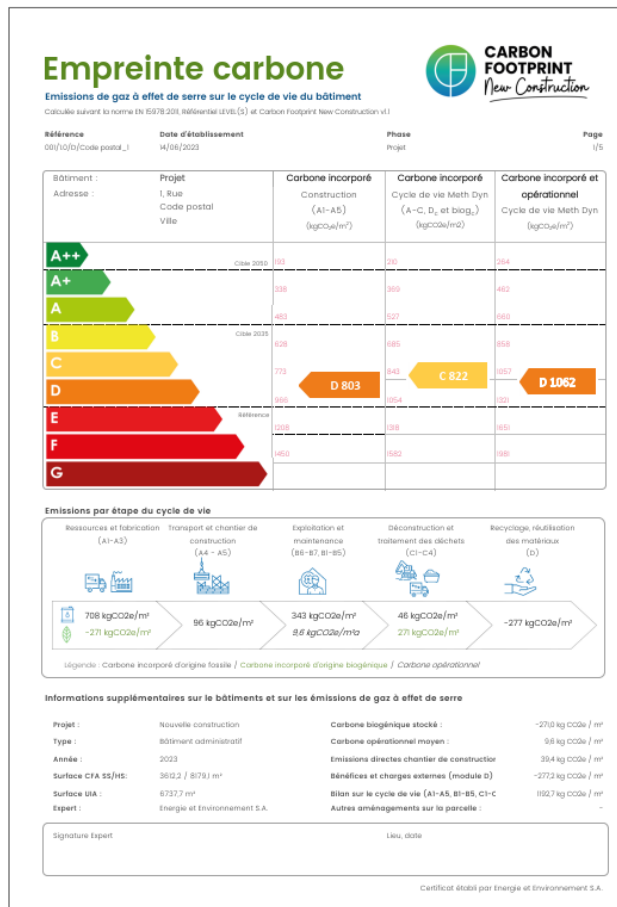 Empreinte carbone
CARBON
FOOTPRINT
New Construction
Emissions de gaz à effet de serre sur le cycle de vie du bâtiment
Calculée suivant la norme EN 15978:2011, Référentiel LEVEL(S) et Carbon Footprint New Construction v1.1
Référence Date d'établissement Phase Page
001/1.0/D/Code postal_1 14/06/2023 Projet 1/5
Bâtiment : Projet
Adresse : 1, Rue
Code postal
Ville
Carbone incorporé
Construction
(A1-A5)
(kgCO₂e/m²)
Carbone incorporé
Cycle de vie Meth Dyn
(A-C, D꜀ et biog꜀)
(kgCO2e/m2)
Carbone incorporé et
opérationnel
Cycle de vie Meth Dyn
(kgCO₂e/m²)
A++ Cible 2050 193 210 264
A+ 338 369 462
A 483 527 660
B Cible 2035 628 685 858
C 772 843 1057
D 966 1054 1321
D 803 C 822 D 1062
E Référence 1208 1318 1651
F 1450 1582 1981
G
Emissions par étape du cycle de vie
Ressources et fabrication
(A1-A3)
Transport et chantier de
construction
(A4 - A5)
Exploitation et
maintenance
(B6-B7, B1-B5)
Déconstruction et
traitement des déchets
(C1-C4)
Recyclage, réutilisation
des matériaux
(D)
708 kgCO2e/m²
-271 kgCO2e/m²
96 kgCO2e/m²
343 kgCO2e/m²
9,6 kgCO2e/m²a
46 kgCO2e/m²
271 kgCO2e/m²
-277 kgCO2e/m²
Légende : Carbone incorporé d'origine fossile / Carbone incorporé d'origine biogénique / Carbone opérationnel
Informations supplémentaires sur le bâtiments et sur les émissions de gaz à effet de serre
Projet : Nouvelle construction Carbone biogénique stocké : -271,0 kg CO2e / m²
Type : Bâtiment administratif Carbone opérationnel moyen : 9,6 kg CO2e / m²
Année : 2023 Emissions directes chantier de construction 39,4 kg CO2e / m²
Surface CFA SS/HS: 3613,2 / 8179,1 m² Bénéfices et charges externes (module D) -277,2 kg CO2e / m²
Surface UIA : 6737,7 m² Bilan sur le cycle de vie (A1-A5, B1-B5, C1-C 1192,7 kg CO2e / m²
Expert : Energie et Environnement S.A. Autres aménagements sur la parcelle : -
Signature Expert Lieu, date
Certificat établi par Energie et Environnement S.A.